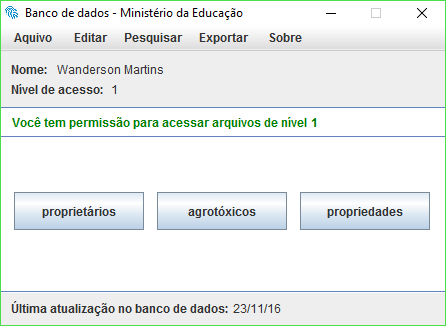 Banco de dados - Ministério da Educação
Aquivo Editar Pesquisar Exportar Sobre
Nome: Wanderson Martins
Nível de acesso: 1
Você tem permissão para acessar arquivos de nível 1
proprietários agrotóxicos propriedades
Última atualização no banco de dados: 23/11/16